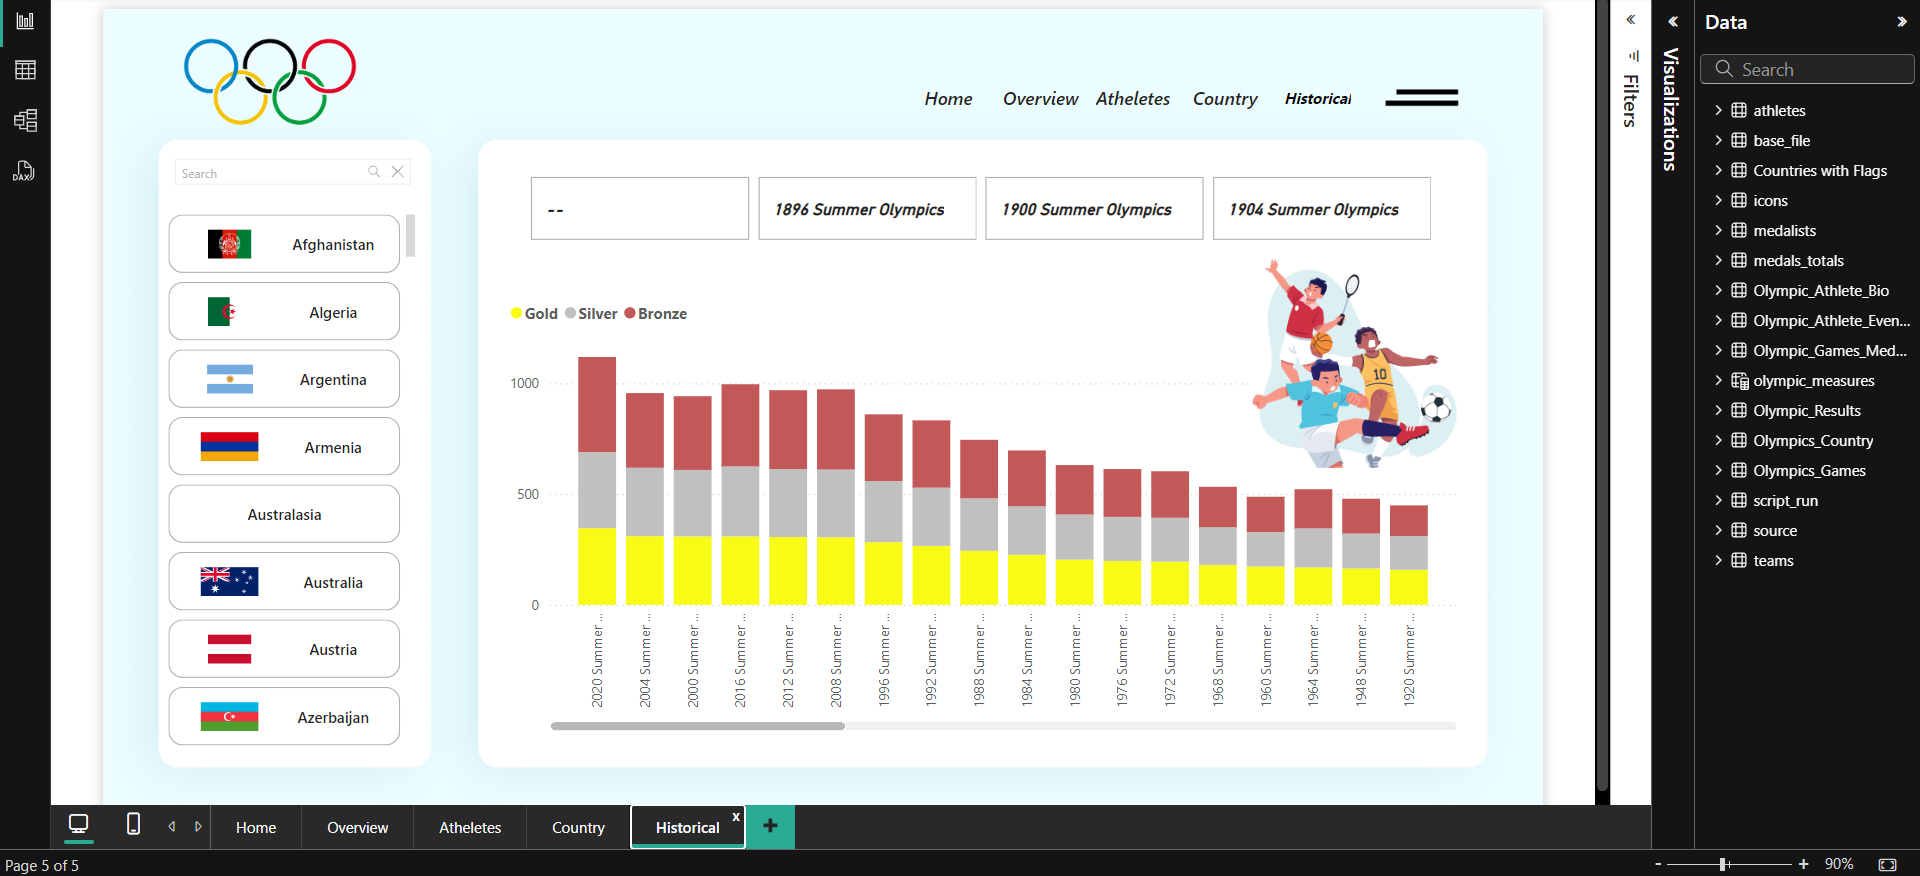 Home Overview Atheletes Country Historical
Search
Afghanistan
Algeria
Argentina
Armenia
Australasia
Australia
Austria
Azerbaijan
--
1896 Summer Olympics
1900 Summer Olympics
1904 Summer Olympics
Gold Silver Bronze
1000
500
0
10
2020 Summer ...
2004 Summer ...
2000 Summer ...
2016 Summer ...
2012 Summer ...
2008 Summer ...
1996 Summer ...
1992 Summer ...
1988 Summer ...
1984 Summer ...
1980 Summer ...
1976 Summer ...
1972 Summer ...
1968 Summer ...
1960 Summer ...
1964 Summer ...
1948 Summer ...
1920 Summer ...
Filters
Visualizations
Data
Search
athletes
base_file
Countries with Flags
icons
medalists
medals_totals
Olympic_Athlete_Bio
Olympic_Athlete_Even...
Olympic_Games_Med...
olympic_measures
Olympic_Results
Olympics_Country
Olympics_Games
script_run
source
teams
DAX
Home Overview Atheletes Country Historical x +
Page 5 of 5
- + 90%